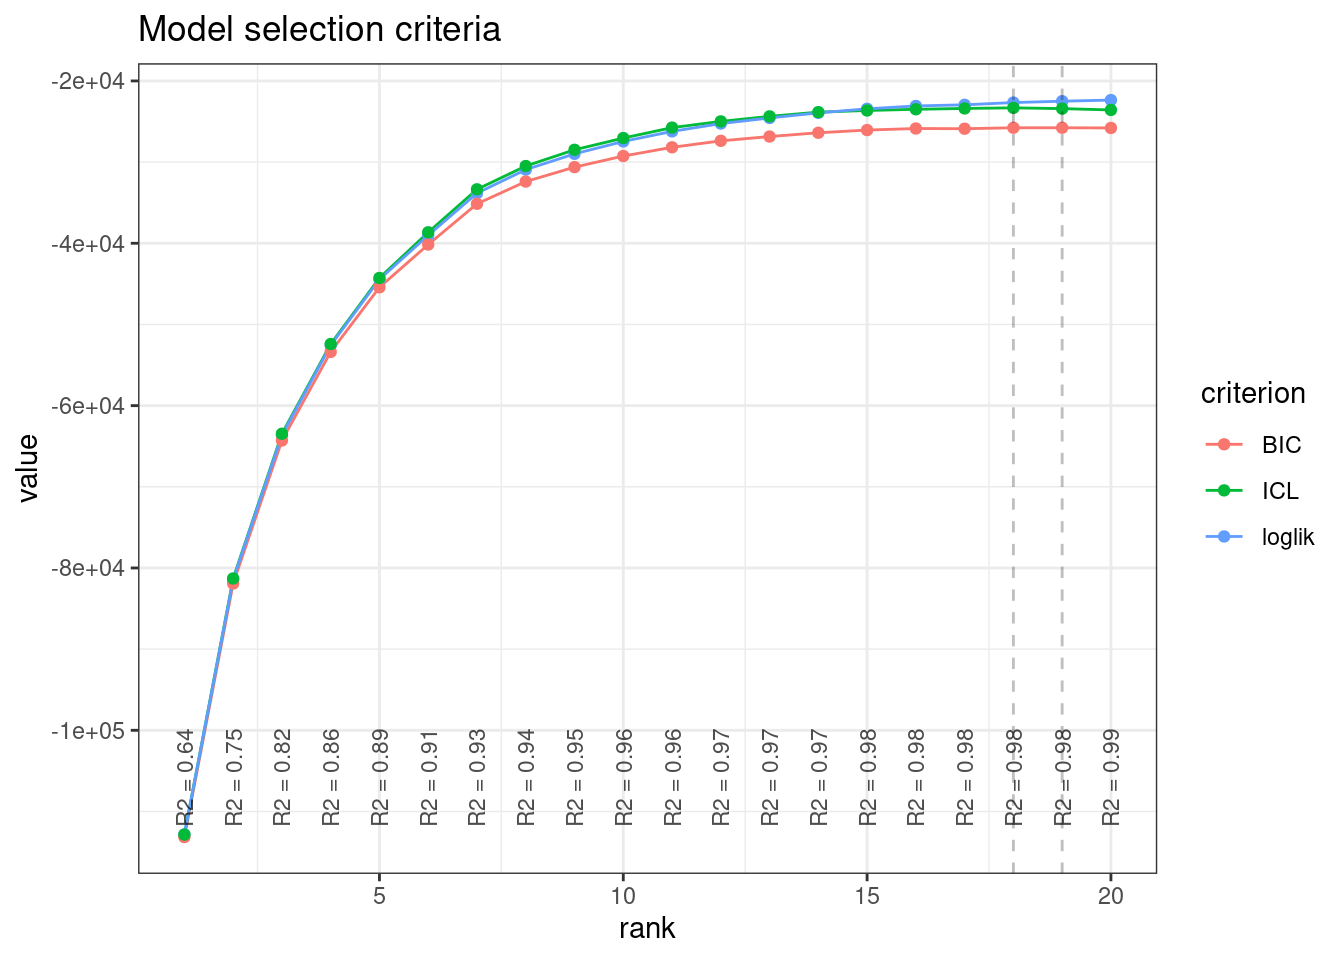 Model selection criteria
value
-2e+04
-4e+04
-6e+04
-8e+04
-1e+05
R2 = 0.64
R2 = 0.75
R2 = 0.82
R2 = 0.86
R2 = 0.89
R2 = 0.91
R2 = 0.93
R2 = 0.94
R2 = 0.95
R2 = 0.96
R2 = 0.96
R2 = 0.97
R2 = 0.97
R2 = 0.97
R2 = 0.98
R2 = 0.98
R2 = 0.98
R2 = 0.98
R2 = 0.98
R2 = 0.99
5
10
15
20
rank
criterion
BIC
ICL
loglik